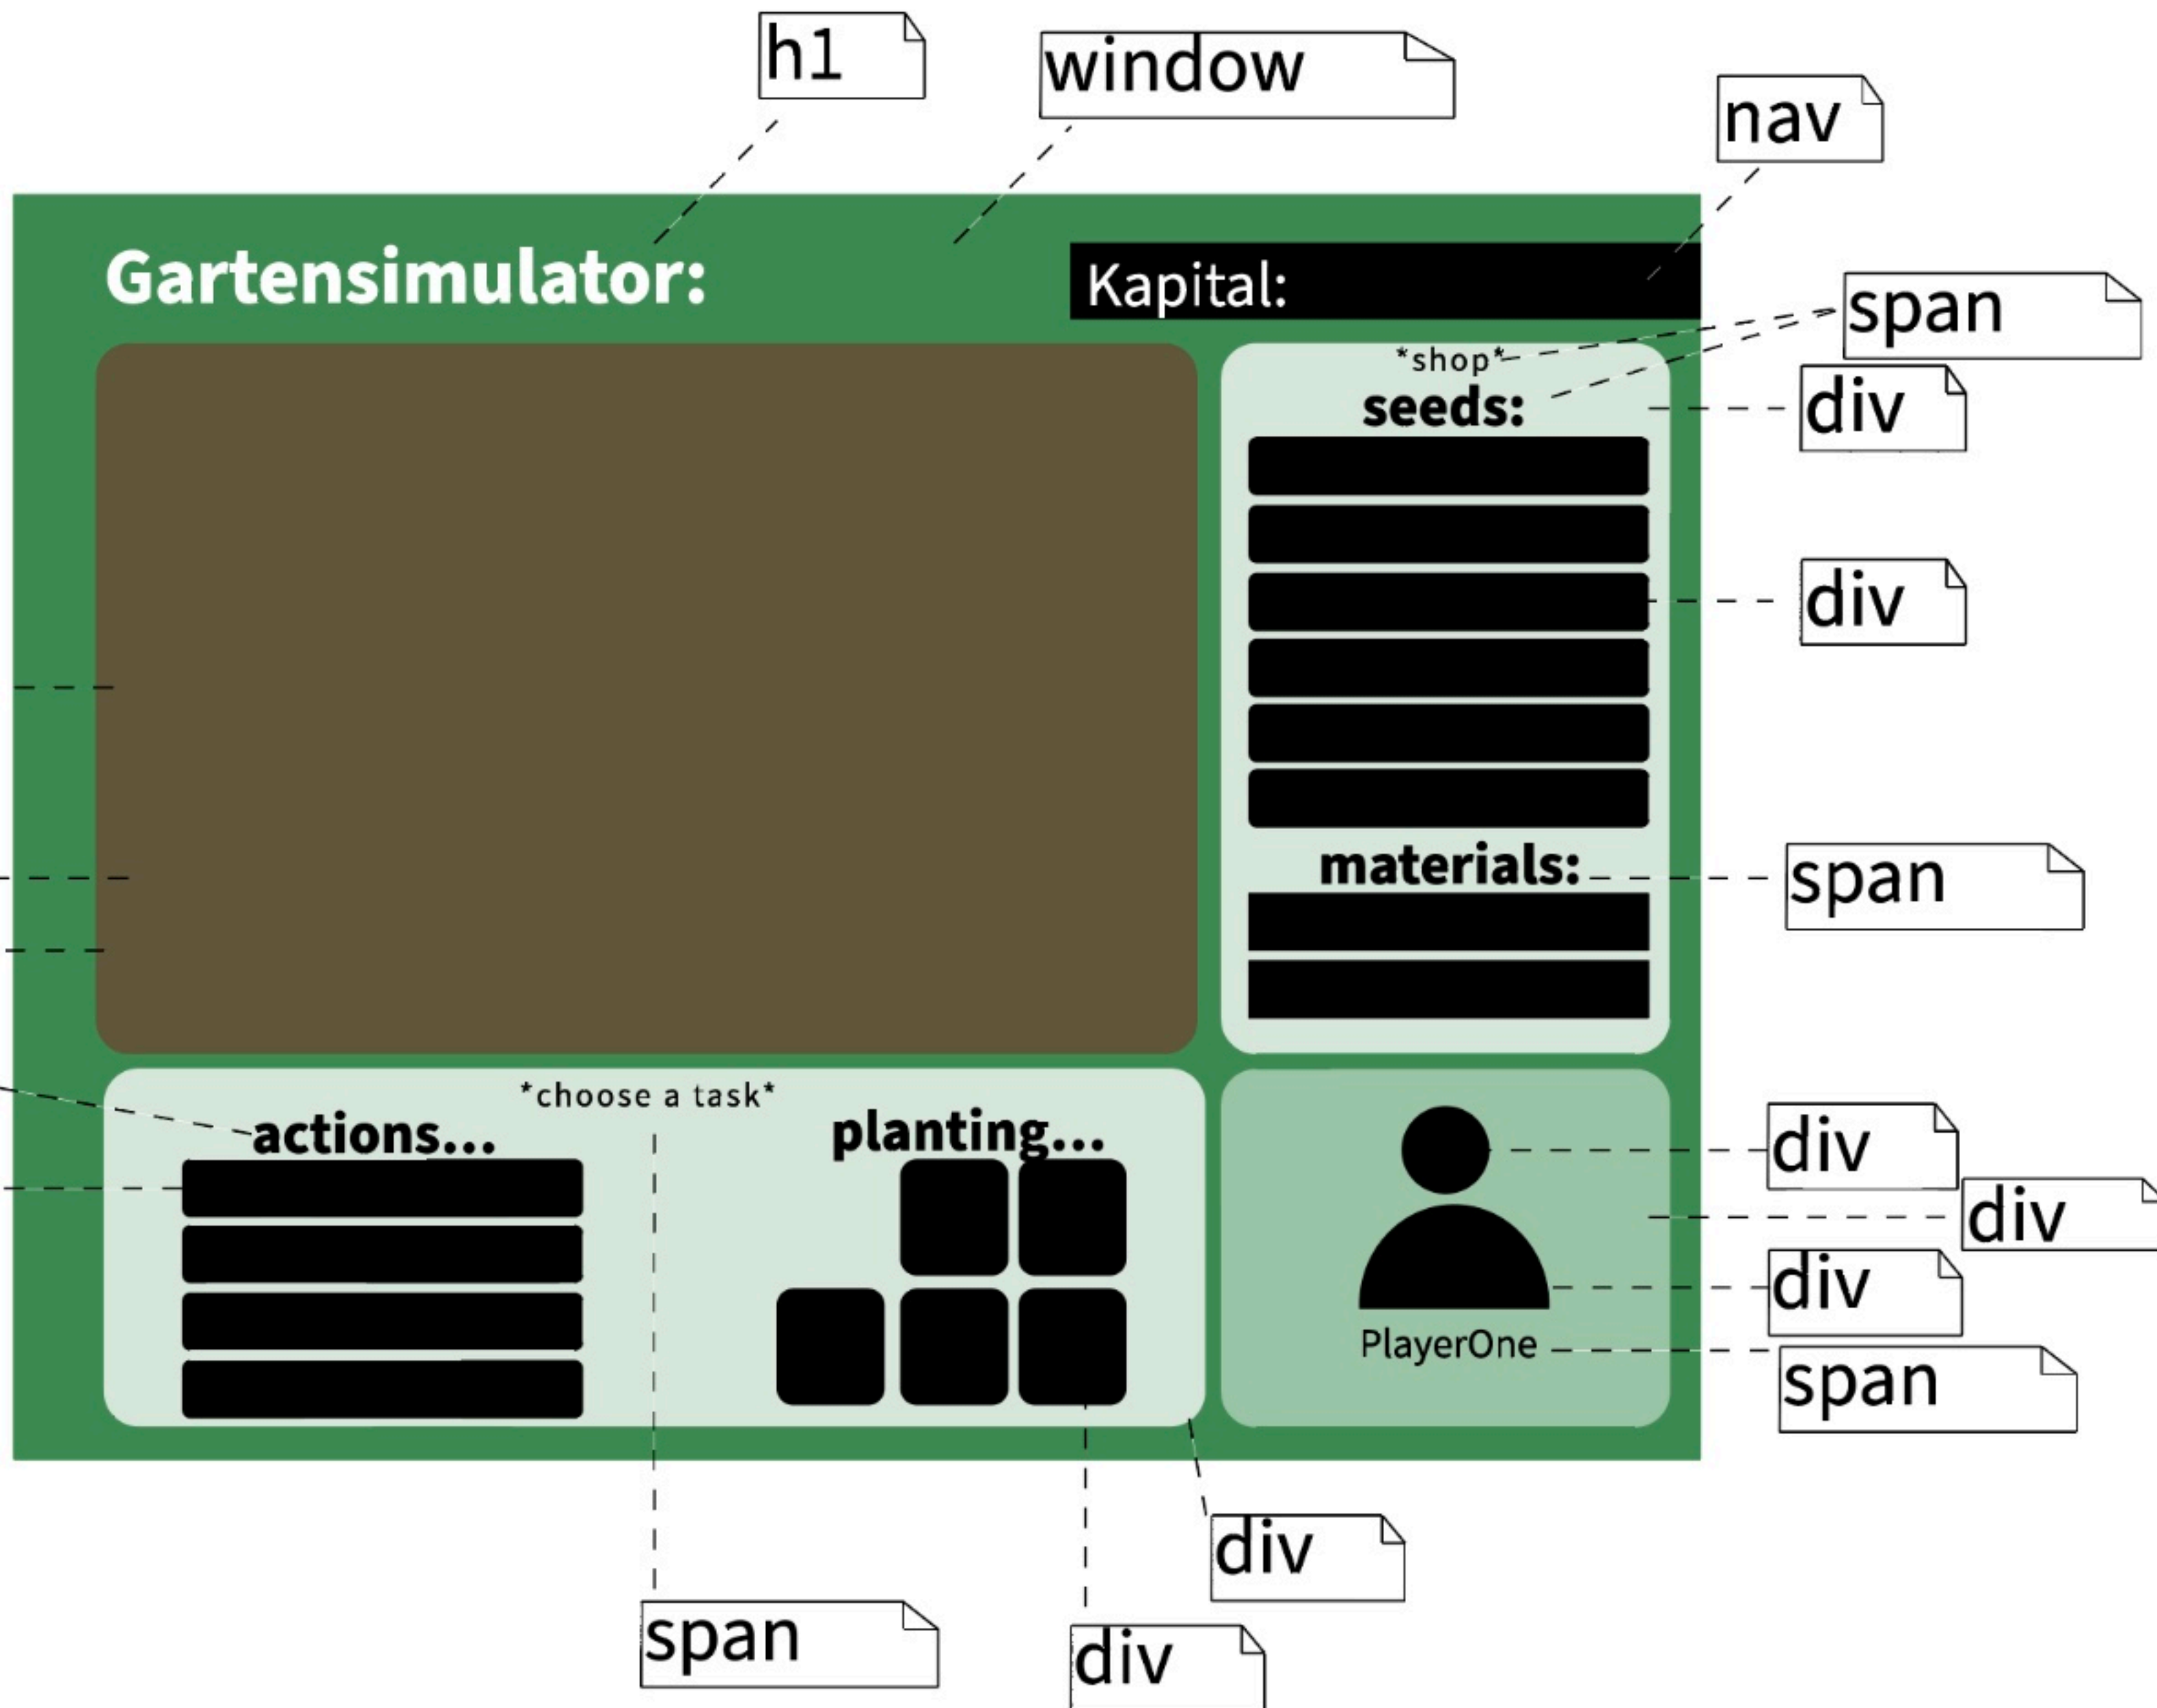 h1
window
nav
Gartensimulator:
Kapital:
span
*shop*
seeds:
div
div
materials:
span
*choose a task*
actions...
planting...
div
div
div
PlayerOne
span
div
span
div